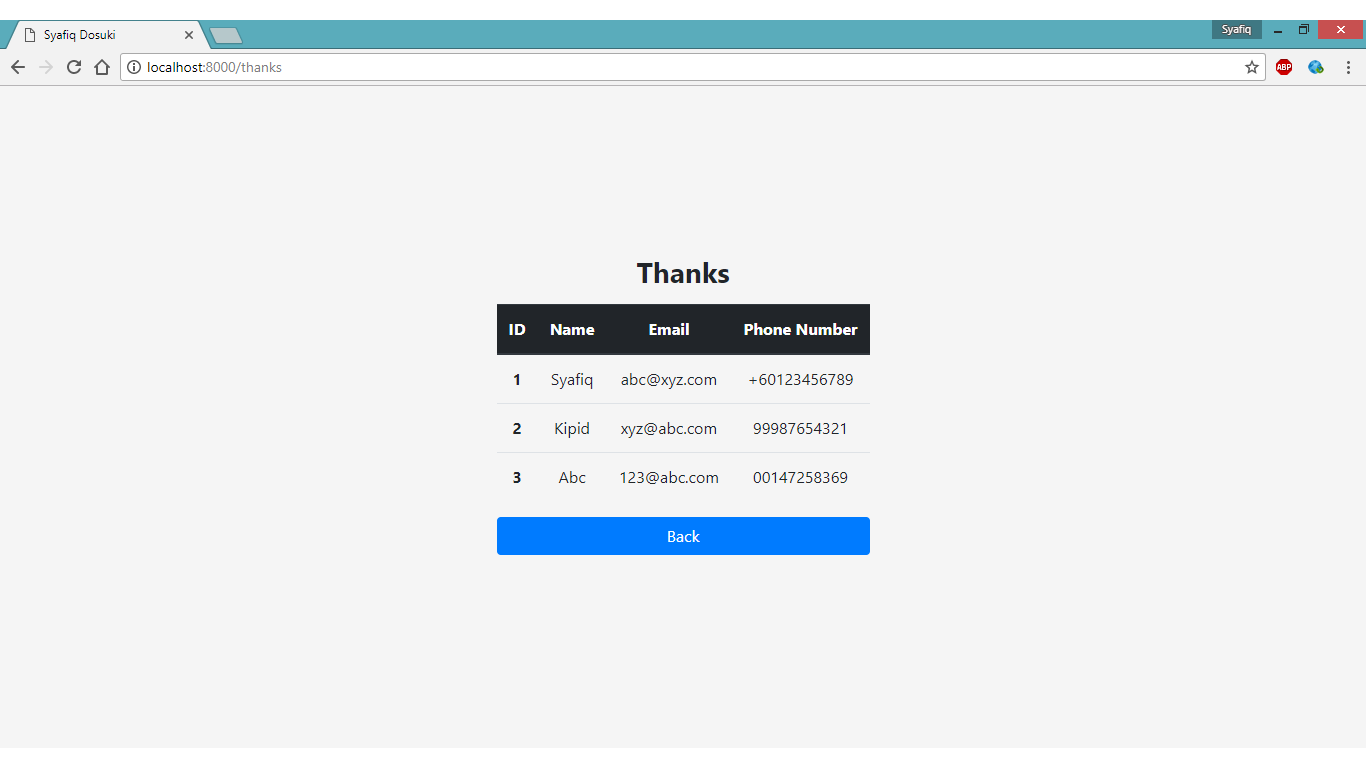 Syafiq Dosuki
Syafiq
localhost:8000/thanks
ABP
Thanks
ID Name Email Phone Number
1 Syafiq abc@xyz.com +60123456789
2 Kipid xyz@abc.com 99987654321
3 Abc 123@abc.com 00147258369
Back